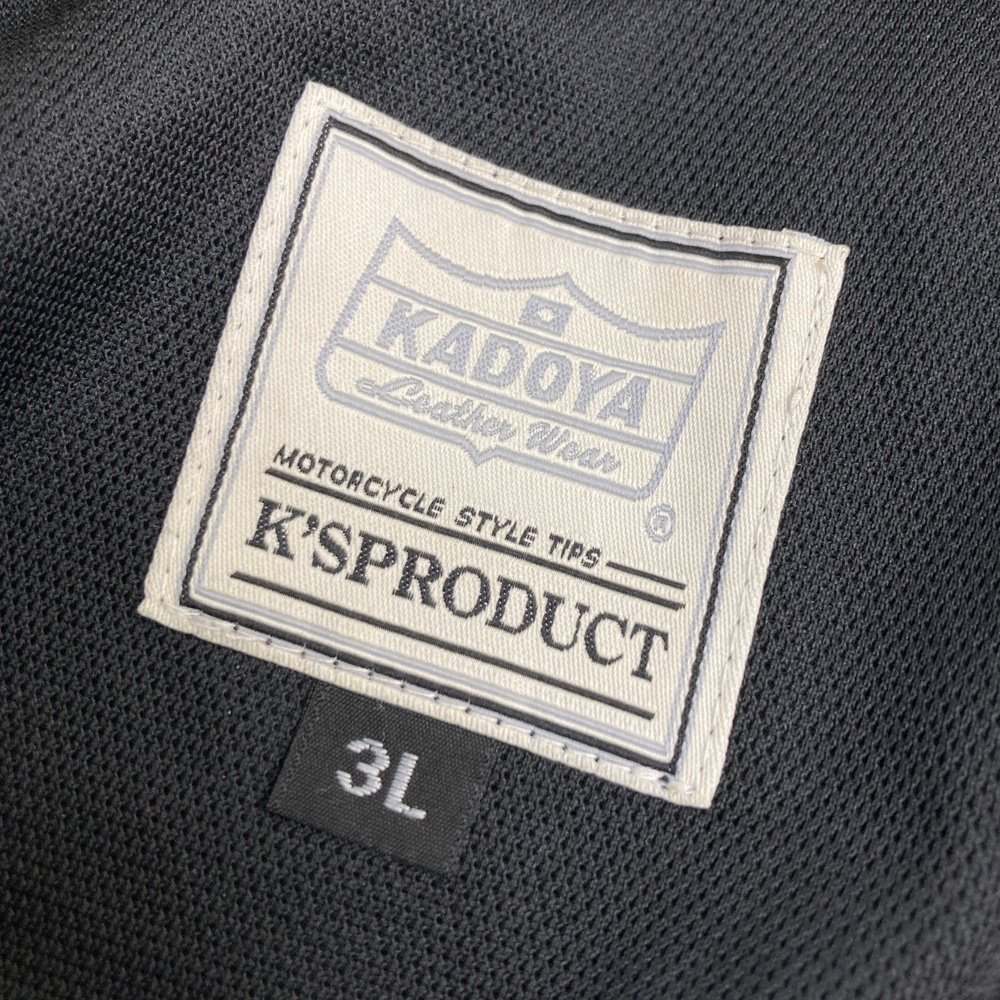 KADOYA
Leather Wear
®
MOTORCYCLE STYLE TIPS
K'SPRODUCT
3L